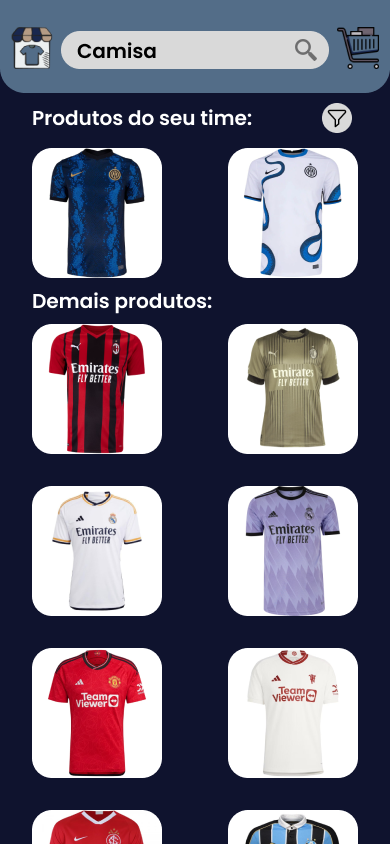 Camisa
Produtos do seu time:
Demais produtos:
Emirates
FLY BETTER
Emirates
FLY BETTER
Emirates
FLY BETTER
Emirates
FLY BETTER
Team
Viewer
Team
Viewer